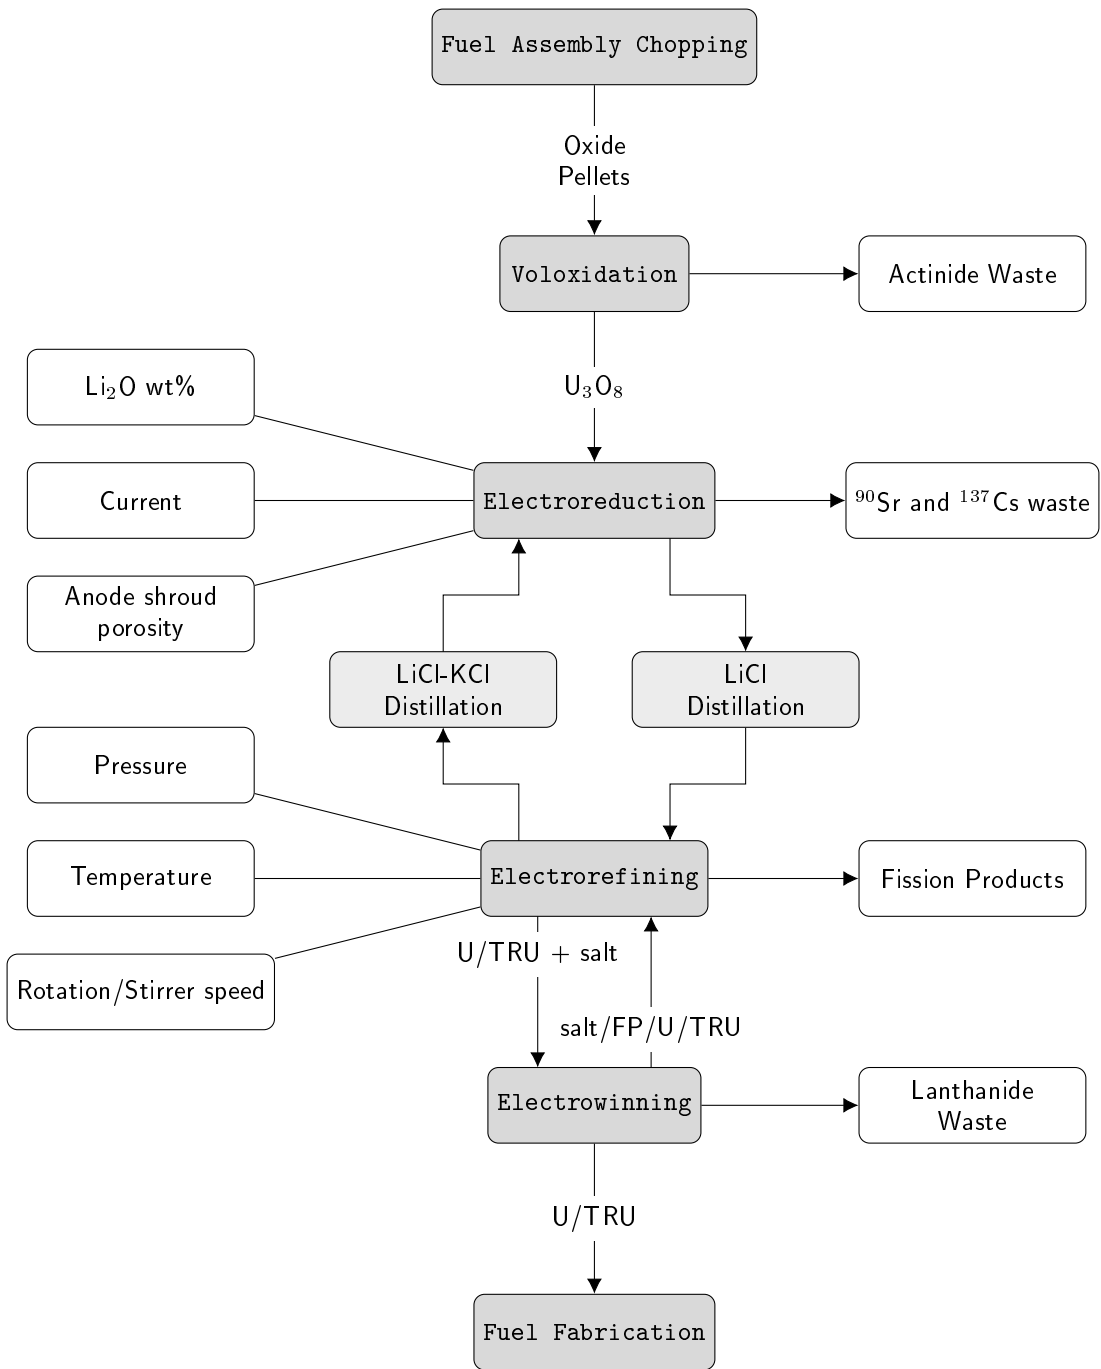 Fuel Assembly Chopping
Oxide
Pellets
Voloxidation
Actinide Waste
Li₂O wt%
U₃O₈
Current
Electroreduction
⁹⁰Sr and ¹³⁷Cs waste
Anode shroud
porosity
LiCl-KCl
Distillation
LiCl
Distillation
Pressure
Temperature
Electrorefining
Fission Products
U/TRU + salt
Rotation/Stirrer speed
salt/FP/U/TRU
Electrowinning
Lanthanide
Waste
U/TRU
Fuel Fabrication